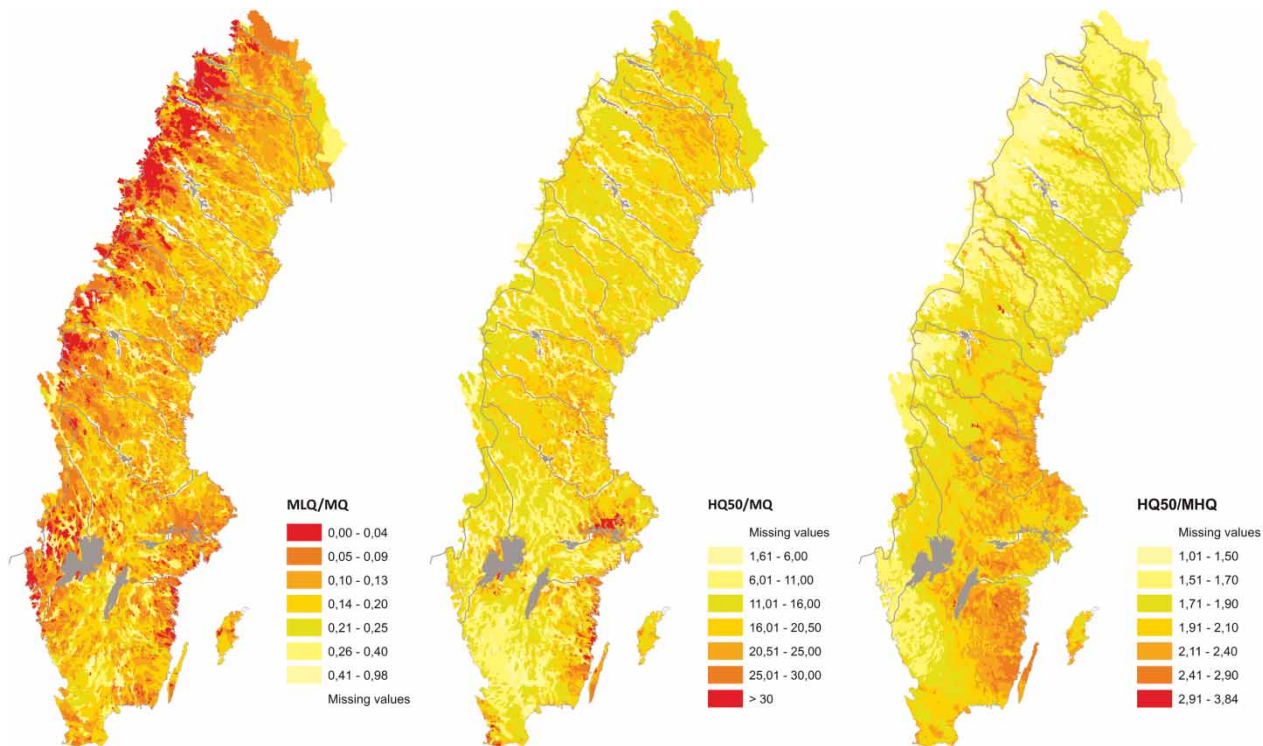 MLQ/MQ
0,00 - 0,04
0,05 - 0,09
0,10 - 0,13
0,14 - 0,20
0,21 - 0,25
0,26 - 0,40
0,41 - 0,98
Missing values
HQ50/MQ
Missing values
1,61 - 6,00
6,01 - 11,00
11,01 - 16,00
16,01 - 20,50
20,51 - 25,00
25,01 - 30,00
> 30
HQ50/MHQ
Missing values
1,01 - 1,50
1,51 - 1,70
1,71 - 1,90
1,91 - 2,10
2,11 - 2,40
2,41 - 2,90
2,91 - 3,84